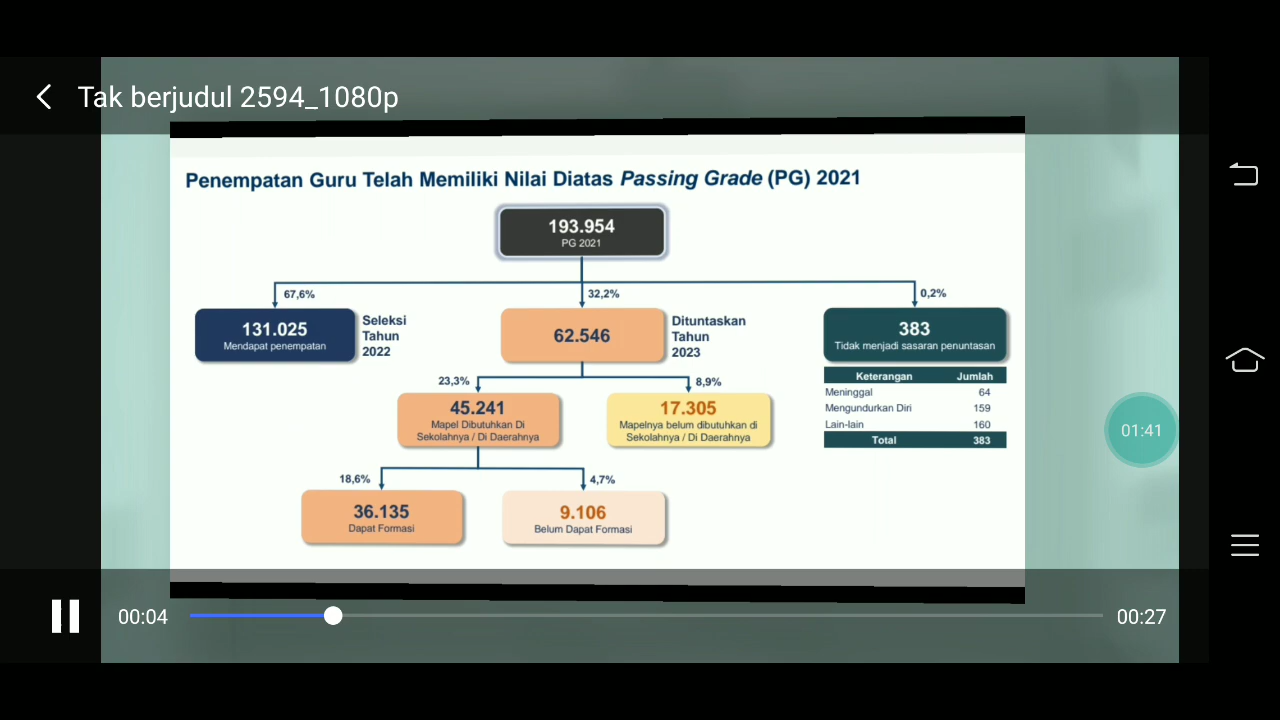 Tak berjudul 2594_1080p
Penempatan Guru Telah Memiliki Nilai Diatas Passing Grade (PG) 2021
193.954
PG 2021
67,6%
32,2%
0,2%
131.025
Mendapat penempatan
Seleksi
Tahun
2022
62.546
Dituntaskan
Tahun
2023
383
Tidak menjadi sasaran penuntasan
Keterangan Jumlah
Meninggal 64
Mengundurkan Diri 159
Lain-lain 160
Total 383
23,3%
8,9%
45.241
Mapel Dibutuhkan Di
Sekolahnya / Di Daerahnya
17.305
Mapelnya belum dibutuhkan di
Sekolahnya / Di Daerahnya
18,6%
4,7%
36.135
Dapat Formasi
9.106
Belum Dapat Formasi
01:41
00:04
00:27